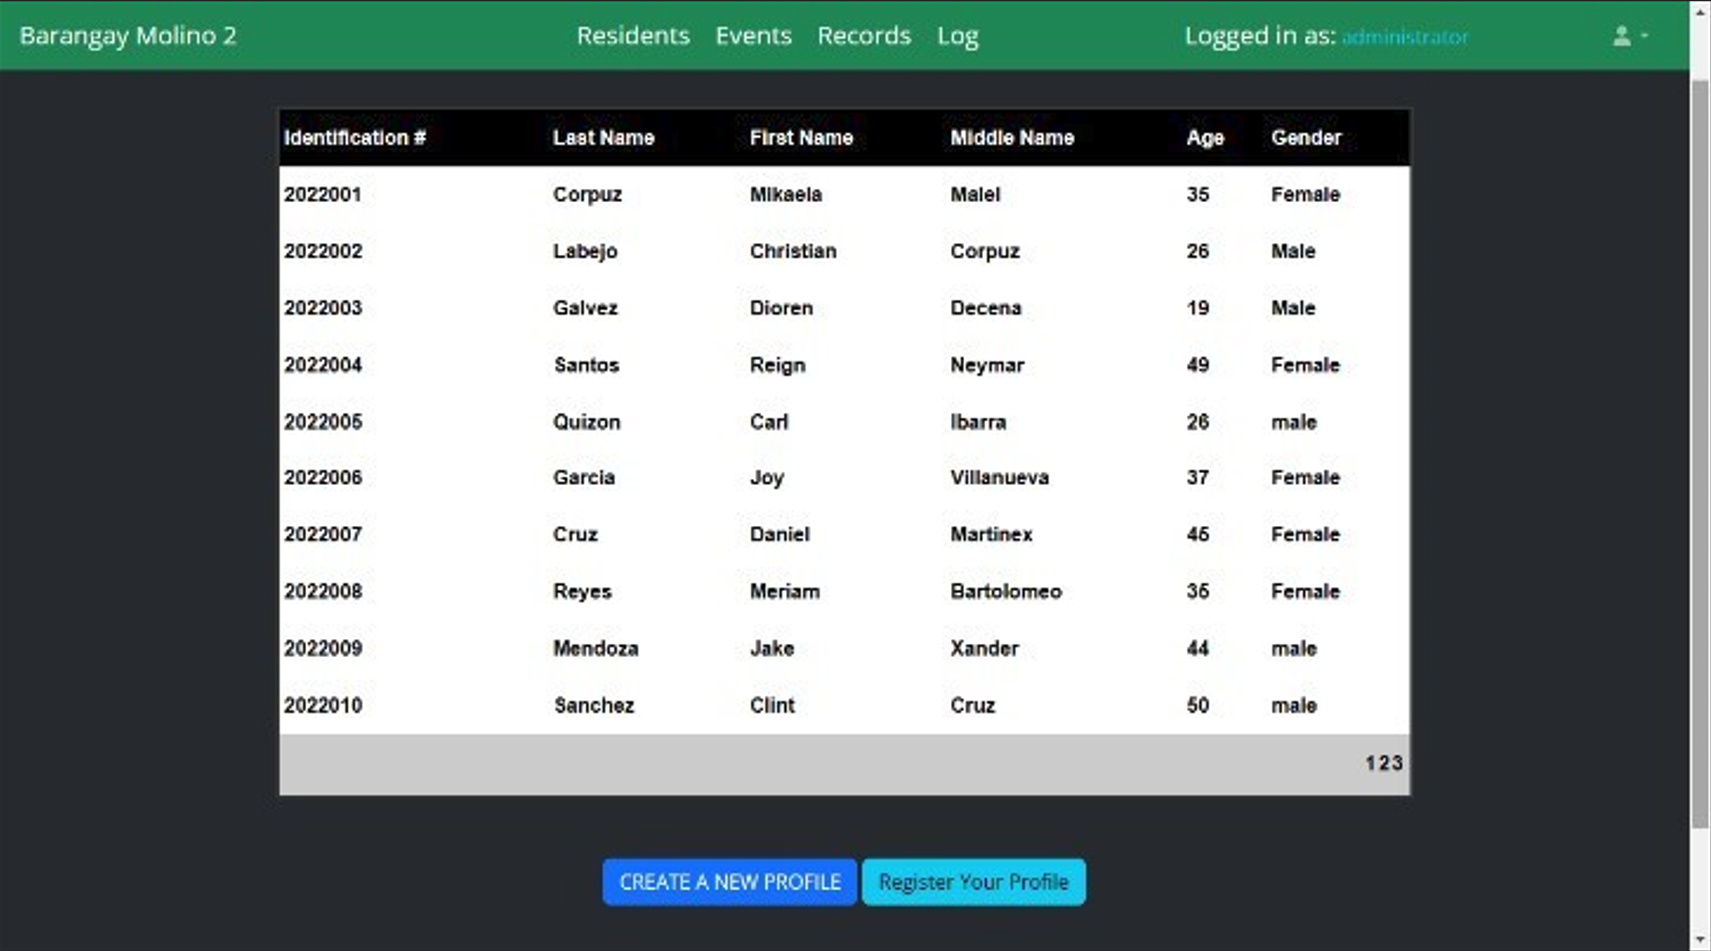 Barangay Molino 2 Residents Events Records Log Logged in as: administrator
Identification # Last Name First Name Middle Name Age Gender
2022001 Corpuz Mikaela Malei 35 Female
2022002 Labejo Christian Corpuz 26 Male
2022003 Galvez Dioren Decena 19 Male
2022004 Santos Reign Neymar 49 Female
2022005 Quizon Carl Ibarra 26 male
2022006 Garcia Joy Villanueva 37 Female
2022007 Cruz Daniel Martinex 45 Female
2022008 Reyes Meriam Bartolomeo 35 Female
2022009 Mendoza Jake Xander 44 male
2022010 Sanchez Clint Cruz 50 male
1 2 3
CREATE A NEW PROFILE Register Your Profile